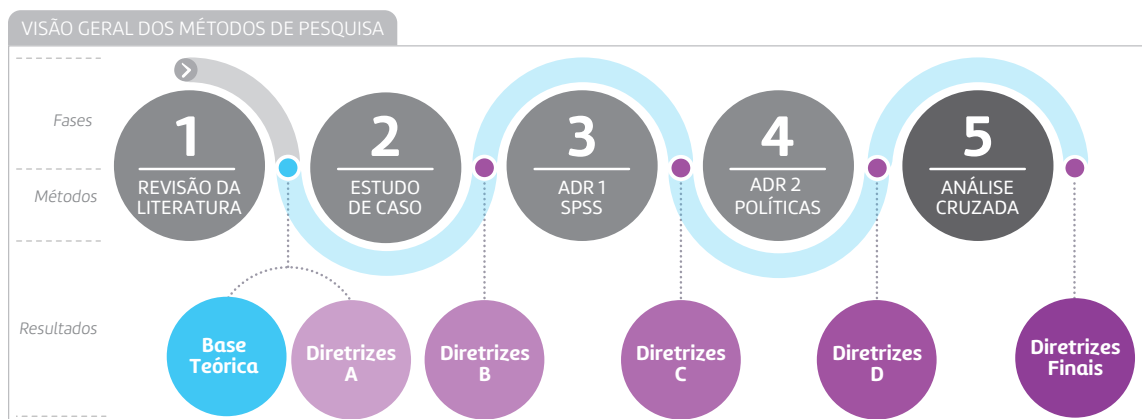 VISÃO GERAL DOS MÉTODOS DE PESQUISA
Fases
Métodos
Resultados
1
REVISÃO DA
LITERATURA
2
ESTUDO
DE CASO
3
ADR 1
SPSS
4
ADR 2
POLÍTICAS
5
ANÁLISE
CRUZADA
Base
Teórica
Diretrizes
A
Diretrizes
B
Diretrizes
C
Diretrizes
D
Diretrizes
Finais